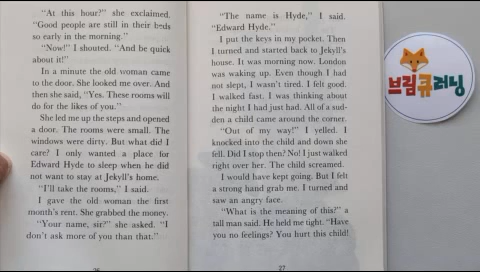 "At this hour?" she exclaimed.
"Good people are still in their beds
so early in the morning."
"Now!" I shouted. "And be quick
about it!"
In a minute the old woman came
to the door. She looked me over. And
then she said, "Yes. These rooms will
do for the likes of you."
She led me up the steps and opened
a door. The rooms were small. The
windows were dirty. But what did I
care? I only wanted a place for
Edward Hyde to sleep when he did
not want to stay at Jekyll's home.
"I'll take the rooms," I said.
I gave the old woman the first
month's rent. She grabbed the money.
"Your name, sir?" she asked. "I
don't ask more of you than that."
26
"The name is Hyde," I said.
"Edward Hyde."
I put the keys in my pocket. Then
I turned and started back to Jekyll's
house. It was morning now. London
was waking up. Even though I had
not slept, I wasn't tired. I felt good.
I walked fast. I was thinking about
the night I had just had. All of a sud-
den a child came around the corner.
"Out of my way!" I yelled. I
knocked into the child and down she
fell. Did I stop then? No! I just walked
right over her. The child screamed.
I would have kept going. But I felt
a strong hand grab me. I turned and
saw an angry face.
"What is the meaning of this?" a
tall man said. He held me tight. "Have
you no feelings? You hurt this child!
27
브림큐러닝